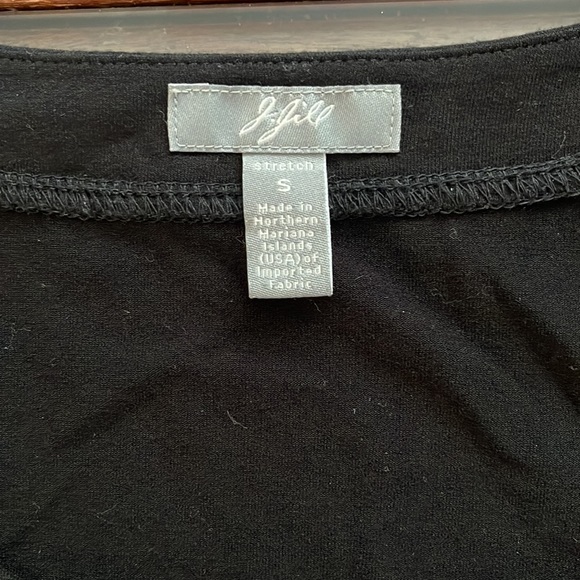 J.Jill
stretch
S
Made in
Northern
Mariana
Islands
(USA) of
Imported
Fabric